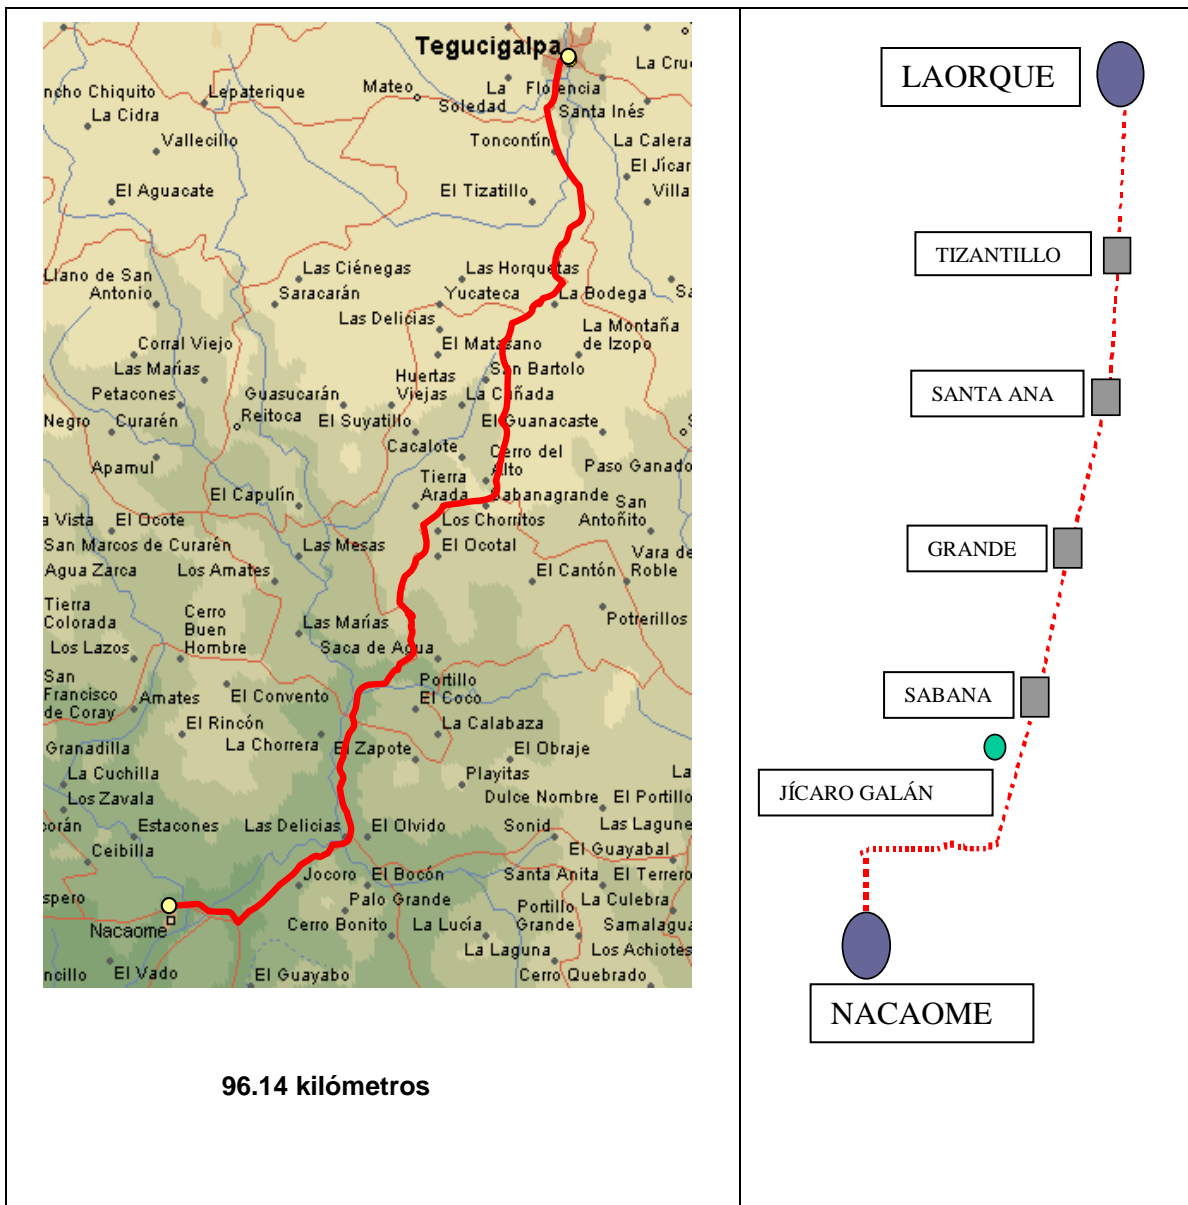 Tegucigalpa
La Cruc
ncho Chiquito
Lepaterique
Mateo
La
Soledad
Florencia
La Cidra
Santa Inés
Vallecillo
Toncontín
La Calera
El Jícar
El Aguacate
El Tizatillo
Villa
Llano de San
Antonio
Las Ciénegas
Las Horquetas
Saracarán
Yucateca
La Bodega
Sa
Las Delicias
La Montaña
de Izopo
Corral Viejo
El Matasano
Las Marías
San Bartolo
Huertas
Viejas
Petacones
Guasucarán
La Cañada
Negro
Curarén
Reitoca
El Suyatillo
El Guanacaste
S
Cacalote
Cerro del
Alto
Apamul
Paso Ganado
Tierra
Arada
El Capulín
Sabanagrande
San
Antoñito
a Vista
El Ocote
Los Chorritos
San Marcos de Curarén
Las Mesas
El Ocotal
Vara de
Roble
Agua Zarca
Los Amates
El Cantón
Tierra
Colorada
Cerro
Buen
Hombre
Las Marías
Potrerillos
Los Lazos
Saca de Agua
San
Francisco
de Coray
Amates
El Convento
Portillo
El Coco
El Rincón
La Calabaza
Granadilla
La Chorrera
El Zapote
El Obraje
La Cuchilla
Playitas
La
Los Zavala
Dulce Nombre
El Portillo
corán
Estacones
Las Delicias
El Olvido
Sonid
Las Lagune
Ceibilla
El Guayabal
Jocoro
El Bocón
Santa Anita
El Terrero
spero
Palo Grande
Portillo
Grande
La Culebra
Nacaome
Cerro Bonito
La Lucía
Samalagua
La Laguna
Los Achiotes
ncillo
El Vado
El Guayabo
Cerro Quebrado
96.14 kilómetros
LAORQUE
TIZANTILLO
SANTA ANA
GRANDE
SABANA
JÍCARO GALÁN
NACAOME